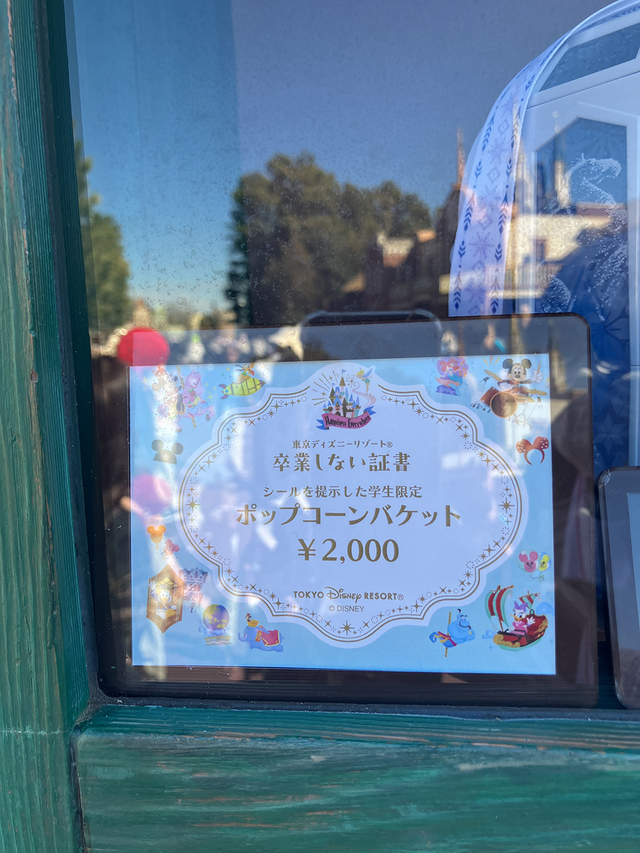 Happiness Everywhere
東京ディズニーリゾート®
卒業しない証書
シールを提示した学生限定
ポップコーンバケット
¥2,000
TOKYO Disney RESORT®
© DISNEY